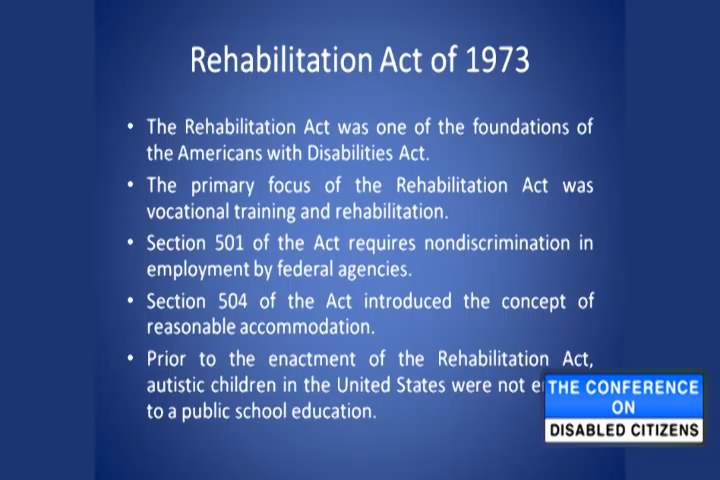 Rehabilitation Act of 1973
• The Rehabilitation Act was one of the foundations of
the Americans with Disabilities Act.
• The primary focus of the Rehabilitation Act was
vocational training and rehabilitation.
• Section 501 of the Act requires nondiscrimination in
employment by federal agencies.
• Section 504 of the Act introduced the concept of
reasonable accommodation.
• Prior to the enactment of the Rehabilitation Act,
autistic children in the United States were not
to a public school education.
THE CONFERENCE
ON
DISABLED CITIZENS